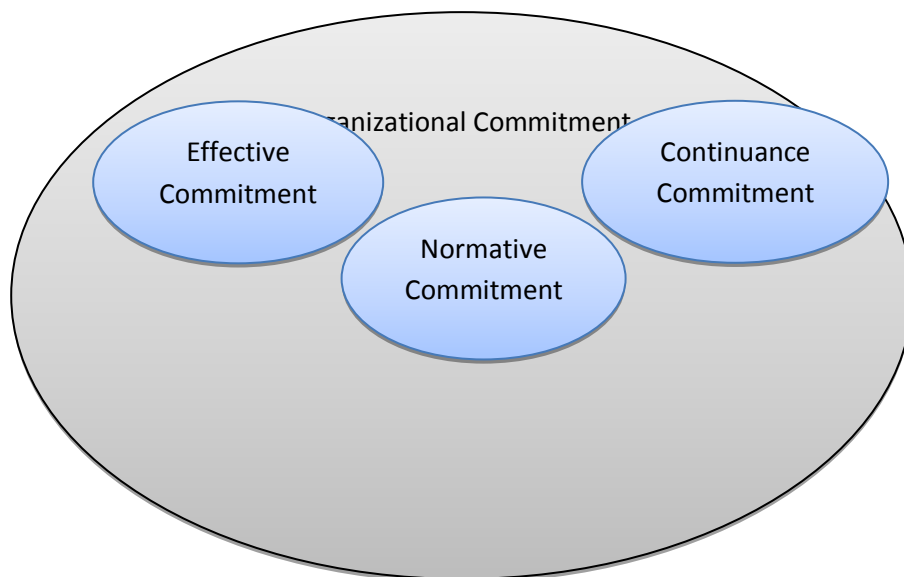 ganizational Commitment
Effective
Commitment
Continuance
Commitment
Normative
Commitment